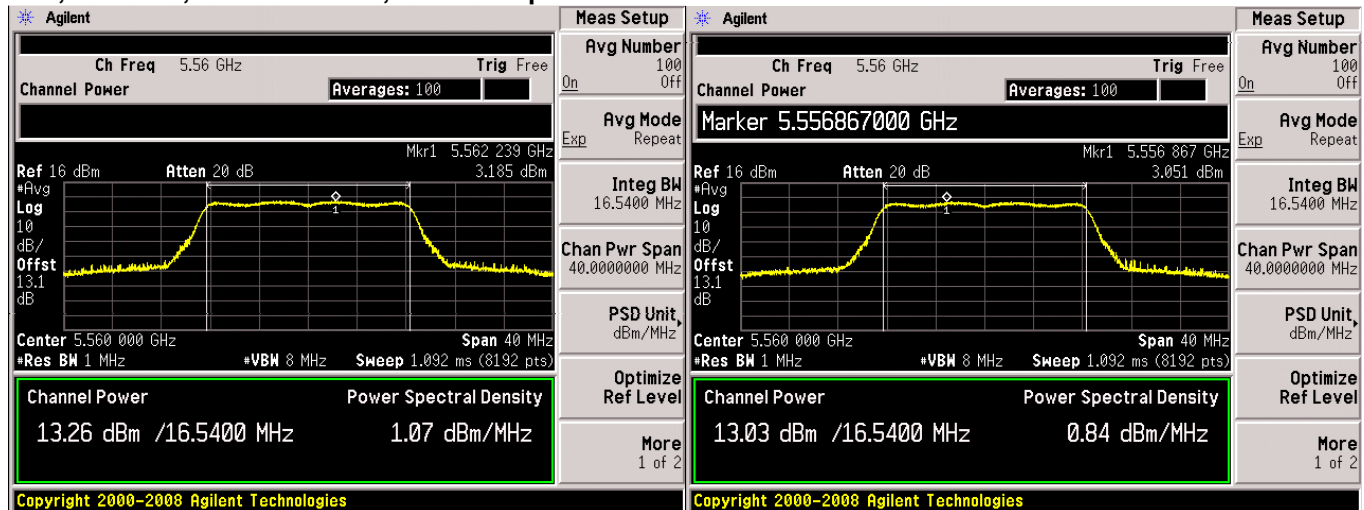 Agilent
Ch Freq 5.56 GHz Trig Free
Channel Power Averages: 100
Mkr1 5.562 239 GHz
Ref 16 dBm Atten 20 dB 3.185 dBm
#Avg
Log
10
dB/
Offst
13.1
dB
1
Center 5.560 000 GHz Span 40 MHz
#Res BW 1 MHz #VBW 8 MHz Sweep 1.092 ms (8192 pts)
Channel Power Power Spectral Density
13.26 dBm /16.5400 MHz 1.07 dBm/MHz
Copyright 2000-2008 Agilent Technologies
Meas Setup
Avg Number
100
On Off
Avg Mode
Exp Repeat
Integ BW
16.5400 MHz
Chan Pwr Span
40.0000000 MHz
PSD Unit
dBm/MHz
Optimize
Ref Level
More
1 of 2
Agilent
Ch Freq 5.56 GHz Trig Free
Channel Power Averages: 100
Marker 5.556867000 GHz
Mkr1 5.556 867 GHz
Ref 16 dBm Atten 20 dB 3.051 dBm
#Avg
Log
10
dB/
Offst
13.1
dB
1
Center 5.560 000 GHz Span 40 MHz
#Res BW 1 MHz #VBW 8 MHz Sweep 1.092 ms (8192 pts)
Channel Power Power Spectral Density
13.03 dBm /16.5400 MHz 0.84 dBm/MHz
Copyright 2000-2008 Agilent Technologies
Meas Setup
Avg Number
100
On Off
Avg Mode
Exp Repeat
Integ BW
16.5400 MHz
Chan Pwr Span
40.0000000 MHz
PSD Unit
dBm/MHz
Optimize
Ref Level
More
1 of 2